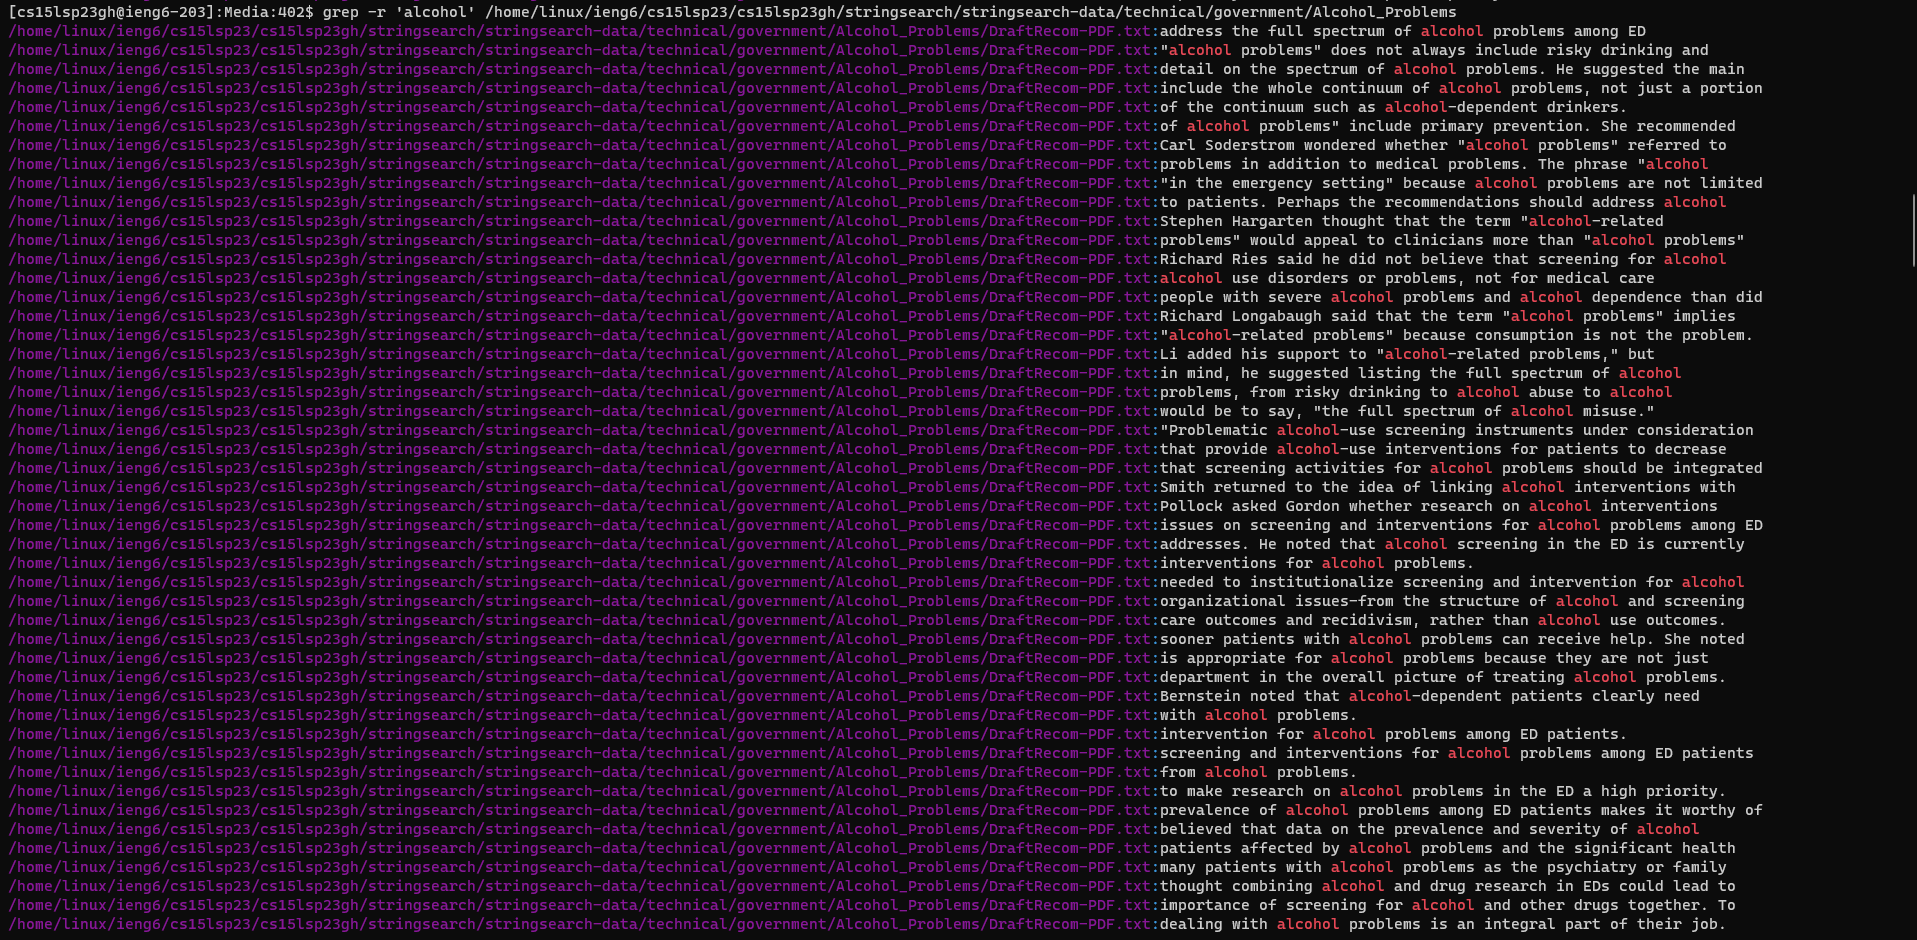 [cs15lsp23gh@ieng6-203]:Media:402$ grep -r 'alcohol' /home/linux/ieng6/cs15lsp23/cs15lsp23gh/stringsearch/stringsearch-data/technical/government/Alcohol_Problems
/home/linux/ieng6/cs15lsp23/cs15lsp23gh/stringsearch/stringsearch-data/technical/government/Alcohol_Problems/DraftRecom-PDF.txt:address the full spectrum of alcohol problems among ED
/home/linux/ieng6/cs15lsp23/cs15lsp23gh/stringsearch/stringsearch-data/technical/government/Alcohol_Problems/DraftRecom-PDF.txt:"alcohol problems" does not always include risky drinking and
/home/linux/ieng6/cs15lsp23/cs15lsp23gh/stringsearch/stringsearch-data/technical/government/Alcohol_Problems/DraftRecom-PDF.txt:detail on the spectrum of alcohol problems. He suggested the main
/home/linux/ieng6/cs15lsp23/cs15lsp23gh/stringsearch/stringsearch-data/technical/government/Alcohol_Problems/DraftRecom-PDF.txt:include the whole continuum of alcohol problems, not just a portion
/home/linux/ieng6/cs15lsp23/cs15lsp23gh/stringsearch/stringsearch-data/technical/government/Alcohol_Problems/DraftRecom-PDF.txt:of the continuum such as alcohol-dependent drinkers.
/home/linux/ieng6/cs15lsp23/cs15lsp23gh/stringsearch/stringsearch-data/technical/government/Alcohol_Problems/DraftRecom-PDF.txt:of alcohol problems" include primary prevention. She recommended
/home/linux/ieng6/cs15lsp23/cs15lsp23gh/stringsearch/stringsearch-data/technical/government/Alcohol_Problems/DraftRecom-PDF.txt:Carl Soderstrom wondered whether "alcohol problems" referred to
/home/linux/ieng6/cs15lsp23/cs15lsp23gh/stringsearch/stringsearch-data/technical/government/Alcohol_Problems/DraftRecom-PDF.txt:problems in addition to medical problems. The phrase "alcohol
/home/linux/ieng6/cs15lsp23/cs15lsp23gh/stringsearch/stringsearch-data/technical/government/Alcohol_Problems/DraftRecom-PDF.txt:"in the emergency setting" because alcohol problems are not limited
/home/linux/ieng6/cs15lsp23/cs15lsp23gh/stringsearch/stringsearch-data/technical/government/Alcohol_Problems/DraftRecom-PDF.txt:to patients. Perhaps the recommendations should address alcohol
/home/linux/ieng6/cs15lsp23/cs15lsp23gh/stringsearch/stringsearch-data/technical/government/Alcohol_Problems/DraftRecom-PDF.txt:Stephen Hargarten thought that the term "alcohol-related
/home/linux/ieng6/cs15lsp23/cs15lsp23gh/stringsearch/stringsearch-data/technical/government/Alcohol_Problems/DraftRecom-PDF.txt:problems" would appeal to clinicians more than "alcohol problems"
/home/linux/ieng6/cs15lsp23/cs15lsp23gh/stringsearch/stringsearch-data/technical/government/Alcohol_Problems/DraftRecom-PDF.txt:Richard Ries said he did not believe that screening for alcohol
/home/linux/ieng6/cs15lsp23/cs15lsp23gh/stringsearch/stringsearch-data/technical/government/Alcohol_Problems/DraftRecom-PDF.txt:alcohol use disorders or problems, not for medical care
/home/linux/ieng6/cs15lsp23/cs15lsp23gh/stringsearch/stringsearch-data/technical/government/Alcohol_Problems/DraftRecom-PDF.txt:people with severe alcohol problems and alcohol dependence than did
/home/linux/ieng6/cs15lsp23/cs15lsp23gh/stringsearch/stringsearch-data/technical/government/Alcohol_Problems/DraftRecom-PDF.txt:Richard Longabaugh said that the term "alcohol problems" implies
/home/linux/ieng6/cs15lsp23/cs15lsp23gh/stringsearch/stringsearch-data/technical/government/Alcohol_Problems/DraftRecom-PDF.txt:"alcohol-related problems" because consumption is not the problem.
/home/linux/ieng6/cs15lsp23/cs15lsp23gh/stringsearch/stringsearch-data/technical/government/Alcohol_Problems/DraftRecom-PDF.txt:Li added his support to "alcohol-related problems," but
/home/linux/ieng6/cs15lsp23/cs15lsp23gh/stringsearch/stringsearch-data/technical/government/Alcohol_Problems/DraftRecom-PDF.txt:in mind, he suggested listing the full spectrum of alcohol
/home/linux/ieng6/cs15lsp23/cs15lsp23gh/stringsearch/stringsearch-data/technical/government/Alcohol_Problems/DraftRecom-PDF.txt:problems, from risky drinking to alcohol abuse to alcohol
/home/linux/ieng6/cs15lsp23/cs15lsp23gh/stringsearch/stringsearch-data/technical/government/Alcohol_Problems/DraftRecom-PDF.txt:would be to say, "the full spectrum of alcohol misuse."
/home/linux/ieng6/cs15lsp23/cs15lsp23gh/stringsearch/stringsearch-data/technical/government/Alcohol_Problems/DraftRecom-PDF.txt:"Problematic alcohol-use screening instruments under consideration
/home/linux/ieng6/cs15lsp23/cs15lsp23gh/stringsearch/stringsearch-data/technical/government/Alcohol_Problems/DraftRecom-PDF.txt:that provide alcohol-use interventions for patients to decrease
/home/linux/ieng6/cs15lsp23/cs15lsp23gh/stringsearch/stringsearch-data/technical/government/Alcohol_Problems/DraftRecom-PDF.txt:that screening activities for alcohol problems should be integrated
/home/linux/ieng6/cs15lsp23/cs15lsp23gh/stringsearch/stringsearch-data/technical/government/Alcohol_Problems/DraftRecom-PDF.txt:Smith returned to the idea of linking alcohol interventions with
/home/linux/ieng6/cs15lsp23/cs15lsp23gh/stringsearch/stringsearch-data/technical/government/Alcohol_Problems/DraftRecom-PDF.txt:Pollock asked Gordon whether research on alcohol interventions
/home/linux/ieng6/cs15lsp23/cs15lsp23gh/stringsearch/stringsearch-data/technical/government/Alcohol_Problems/DraftRecom-PDF.txt:issues on screening and interventions for alcohol problems among ED
/home/linux/ieng6/cs15lsp23/cs15lsp23gh/stringsearch/stringsearch-data/technical/government/Alcohol_Problems/DraftRecom-PDF.txt:addresses. He noted that alcohol screening in the ED is currently
/home/linux/ieng6/cs15lsp23/cs15lsp23gh/stringsearch/stringsearch-data/technical/government/Alcohol_Problems/DraftRecom-PDF.txt:interventions for alcohol problems.
/home/linux/ieng6/cs15lsp23/cs15lsp23gh/stringsearch/stringsearch-data/technical/government/Alcohol_Problems/DraftRecom-PDF.txt:needed to institutionalize screening and intervention for alcohol
/home/linux/ieng6/cs15lsp23/cs15lsp23gh/stringsearch/stringsearch-data/technical/government/Alcohol_Problems/DraftRecom-PDF.txt:organizational issues-from the structure of alcohol and screening
/home/linux/ieng6/cs15lsp23/cs15lsp23gh/stringsearch/stringsearch-data/technical/government/Alcohol_Problems/DraftRecom-PDF.txt:care outcomes and recidivism, rather than alcohol use outcomes.
/home/linux/ieng6/cs15lsp23/cs15lsp23gh/stringsearch/stringsearch-data/technical/government/Alcohol_Problems/DraftRecom-PDF.txt:sooner patients with alcohol problems can receive help. She noted
/home/linux/ieng6/cs15lsp23/cs15lsp23gh/stringsearch/stringsearch-data/technical/government/Alcohol_Problems/DraftRecom-PDF.txt:is appropriate for alcohol problems because they are not just
/home/linux/ieng6/cs15lsp23/cs15lsp23gh/stringsearch/stringsearch-data/technical/government/Alcohol_Problems/DraftRecom-PDF.txt:department in the overall picture of treating alcohol problems.
/home/linux/ieng6/cs15lsp23/cs15lsp23gh/stringsearch/stringsearch-data/technical/government/Alcohol_Problems/DraftRecom-PDF.txt:Bernstein noted that alcohol-dependent patients clearly need
/home/linux/ieng6/cs15lsp23/cs15lsp23gh/stringsearch/stringsearch-data/technical/government/Alcohol_Problems/DraftRecom-PDF.txt:with alcohol problems.
/home/linux/ieng6/cs15lsp23/cs15lsp23gh/stringsearch/stringsearch-data/technical/government/Alcohol_Problems/DraftRecom-PDF.txt:intervention for alcohol problems among ED patients.
/home/linux/ieng6/cs15lsp23/cs15lsp23gh/stringsearch/stringsearch-data/technical/government/Alcohol_Problems/DraftRecom-PDF.txt:screening and interventions for alcohol problems among ED patients
/home/linux/ieng6/cs15lsp23/cs15lsp23gh/stringsearch/stringsearch-data/technical/government/Alcohol_Problems/DraftRecom-PDF.txt:from alcohol problems.
/home/linux/ieng6/cs15lsp23/cs15lsp23gh/stringsearch/stringsearch-data/technical/government/Alcohol_Problems/DraftRecom-PDF.txt:to make research on alcohol problems in the ED a high priority.
/home/linux/ieng6/cs15lsp23/cs15lsp23gh/stringsearch/stringsearch-data/technical/government/Alcohol_Problems/DraftRecom-PDF.txt:prevalence of alcohol problems among ED patients makes it worthy of
/home/linux/ieng6/cs15lsp23/cs15lsp23gh/stringsearch/stringsearch-data/technical/government/Alcohol_Problems/DraftRecom-PDF.txt:believed that data on the prevalence and severity of alcohol
/home/linux/ieng6/cs15lsp23/cs15lsp23gh/stringsearch/stringsearch-data/technical/government/Alcohol_Problems/DraftRecom-PDF.txt:patients affected by alcohol problems and the significant health
/home/linux/ieng6/cs15lsp23/cs15lsp23gh/stringsearch/stringsearch-data/technical/government/Alcohol_Problems/DraftRecom-PDF.txt:many patients with alcohol problems as the psychiatry or family
/home/linux/ieng6/cs15lsp23/cs15lsp23gh/stringsearch/stringsearch-data/technical/government/Alcohol_Problems/DraftRecom-PDF.txt:thought combining alcohol and drug research in EDs could lead to
/home/linux/ieng6/cs15lsp23/cs15lsp23gh/stringsearch/stringsearch-data/technical/government/Alcohol_Problems/DraftRecom-PDF.txt:importance of screening for alcohol and other drugs together. To
/home/linux/ieng6/cs15lsp23/cs15lsp23gh/stringsearch/stringsearch-data/technical/government/Alcohol_Problems/DraftRecom-PDF.txt:dealing with alcohol problems is an integral part of their job.